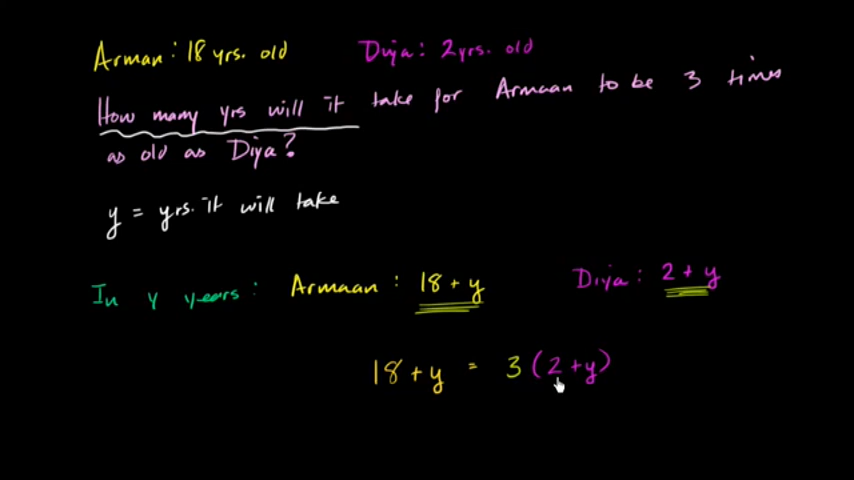 Arman: 18 yrs. old Diya: 2 yrs. old
How many yrs will it take for Armaan to be 3 times
as old as Diya?
y = yrs. it will take
In y years: Armaan: 18 + y Diya: 2 + y
18 + y = 3 (2 + y)